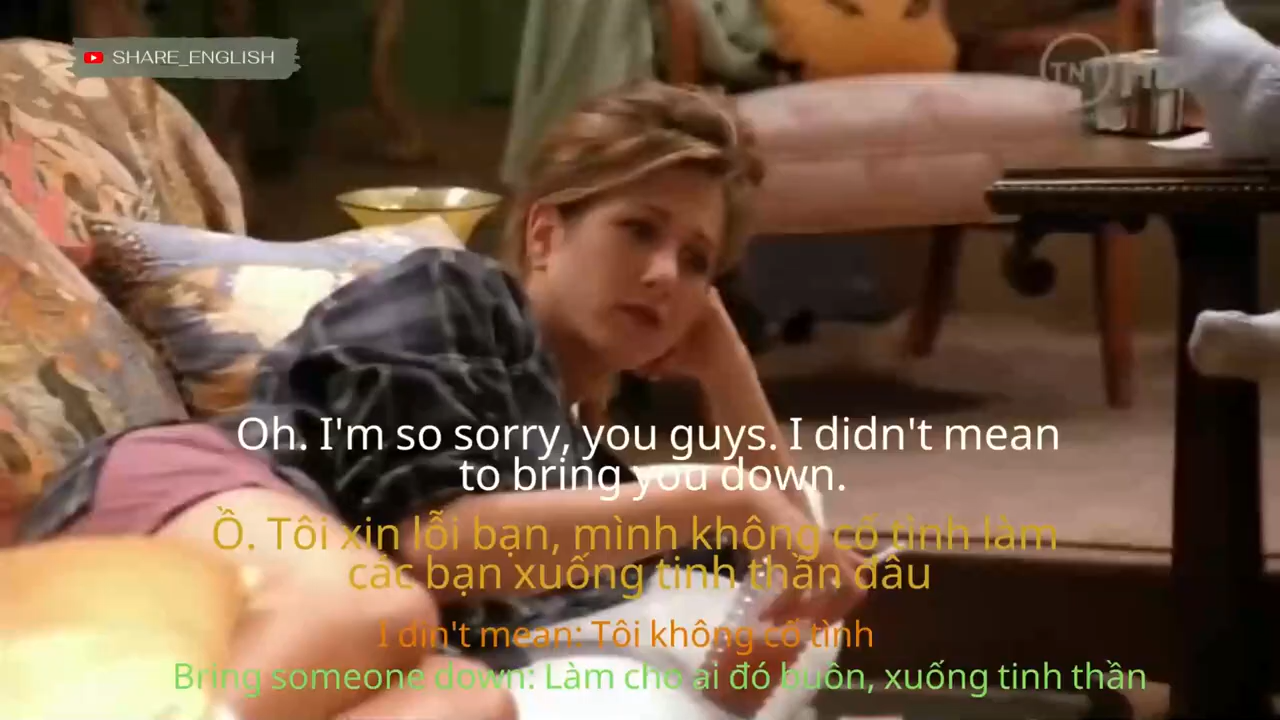 SHARE_ENGLISH
TNT HD
Oh. I'm so sorry, you guys. I didn't mean
to bring you down.
Ồ. Tôi xin lỗi bạn, mình không cố tình làm
các bạn xuống tinh thần đâu
I din't mean: Tôi không cố tình
Bring someone down: Làm cho ai đó buồn, xuống tinh thần